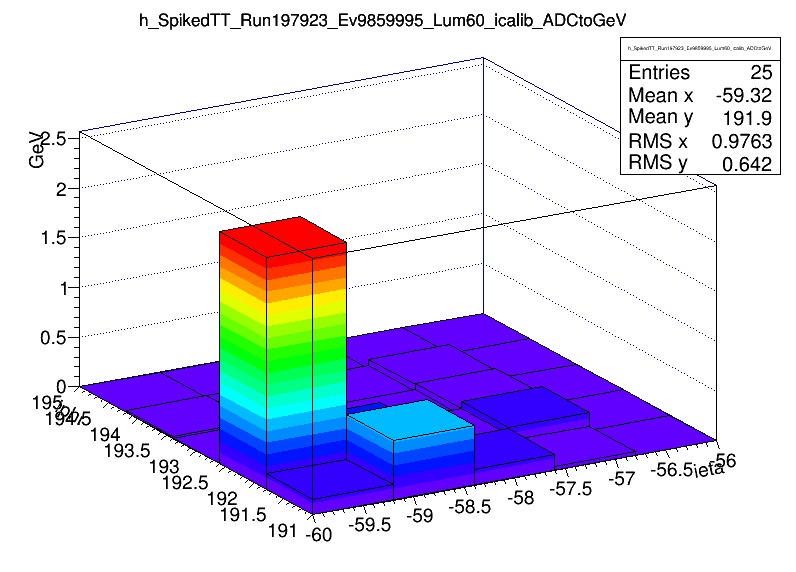 h_SpikedTT_Run197923_Ev9859995_Lum60_icalib_ADCtoGeV
h_SpikedTT_Run197923_Ev9859995_Lum60_icalib_ADCtoGeV
Entries 25
Mean x -59.32
Mean y 191.9
RMS x 0.9763
RMS y 0.642
GeV
2.5
2
1.5
1
0.5
0
195
194.5
194
193.5
193
192.5
192
191.5
191
-60
-59.5
-59
-58.5
-58
-57.5
-57
-56.5
-56
ieta